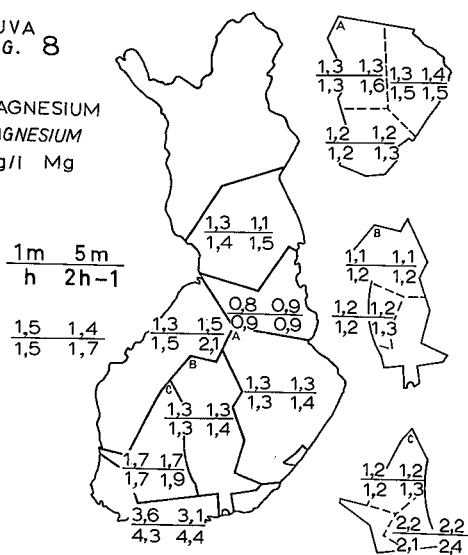 UVA
G. 8
AGNESIUM
GNESIUM
g/l Mg
1m 5m
h 2h-1
1,5 1,4
1,5 1,7
1,3 1,1
1,4 1,5
0,8 0,9
0,9 0,9
A
1,3 1,5
1,5 2,1
B
C
1,3 1,3
1,3 1,4
1,3 1,3
1,3 1,4
1,7 1,7
1,7 1,9
3,6 3,1
4,3 4,4
A
1,3 1,3
1,3 1,6
1,3 1,4
1,5 1,5
1,2 1,2
1,2 1,3
B
1,1 1,1
1,2 1,2
1,2 1,2
1,2 1,3
C
1,2 1,2
1,2 1,3
2,2 2,2
2,1 2,4